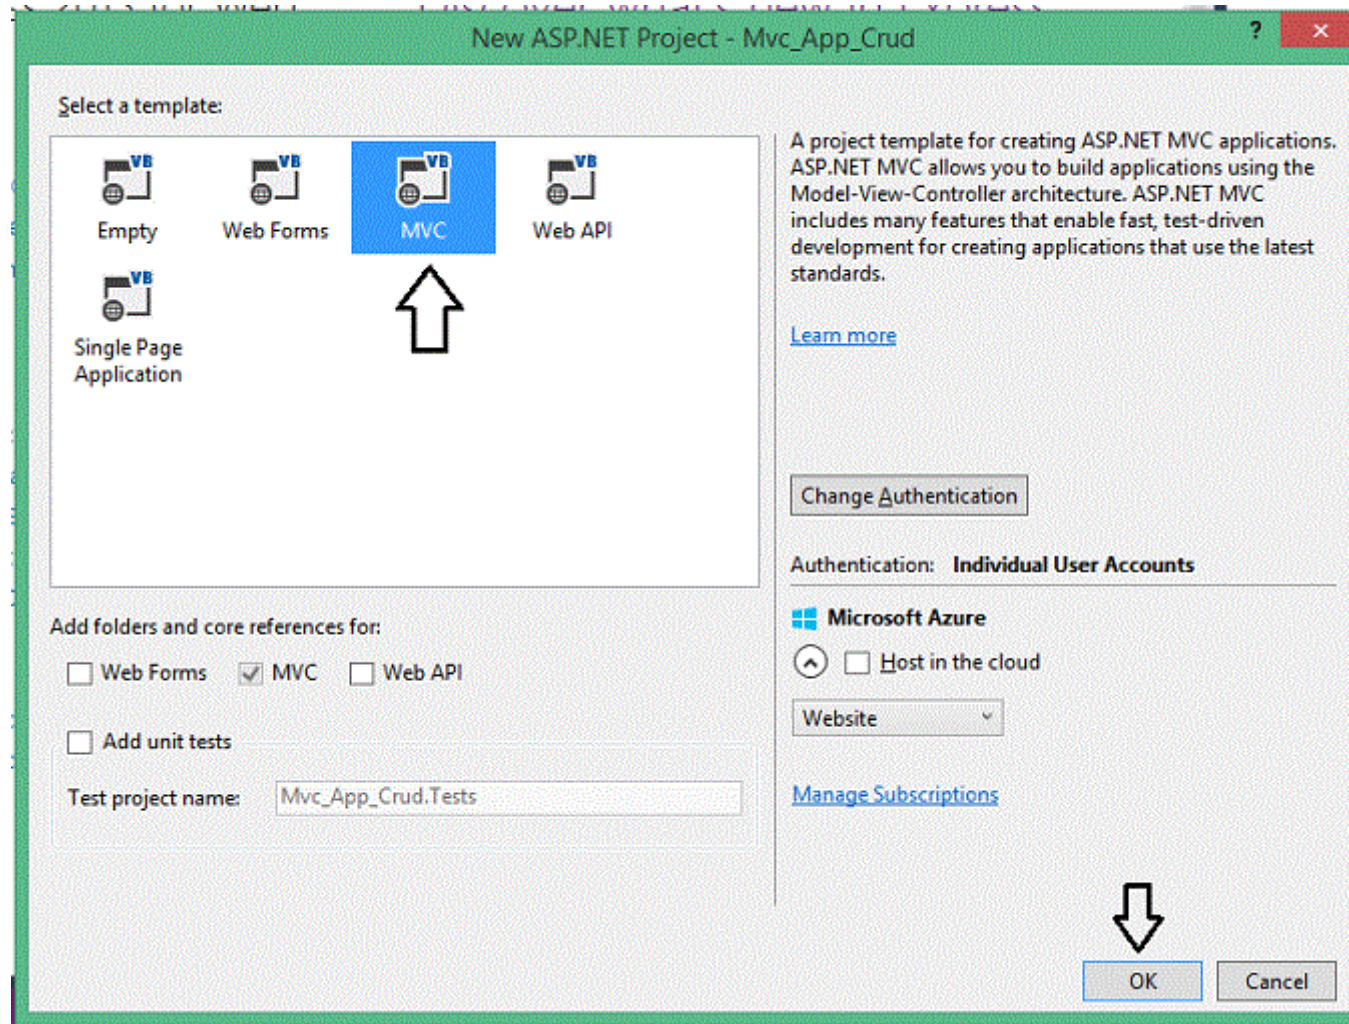 New ASP.NET Project - Mvc_App_Crud
?
Select a template:
VB
Empty
VB
Web Forms
VB
MVC
VB
Web API
VB
Single Page
Application
A project template for creating ASP.NET MVC applications.
ASP.NET MVC allows you to build applications using the
Model-View-Controller architecture. ASP.NET MVC
includes many features that enable fast, test-driven
development for creating applications that use the latest
standards.
Learn more
Change Authentication
Authentication: Individual User Accounts
Microsoft Azure
Host in the cloud
Website
Manage Subscriptions
Add folders and core references for:
Web Forms MVC Web API
Add unit tests
Test project name: Mvc_App_Crud.Tests
OK Cancel